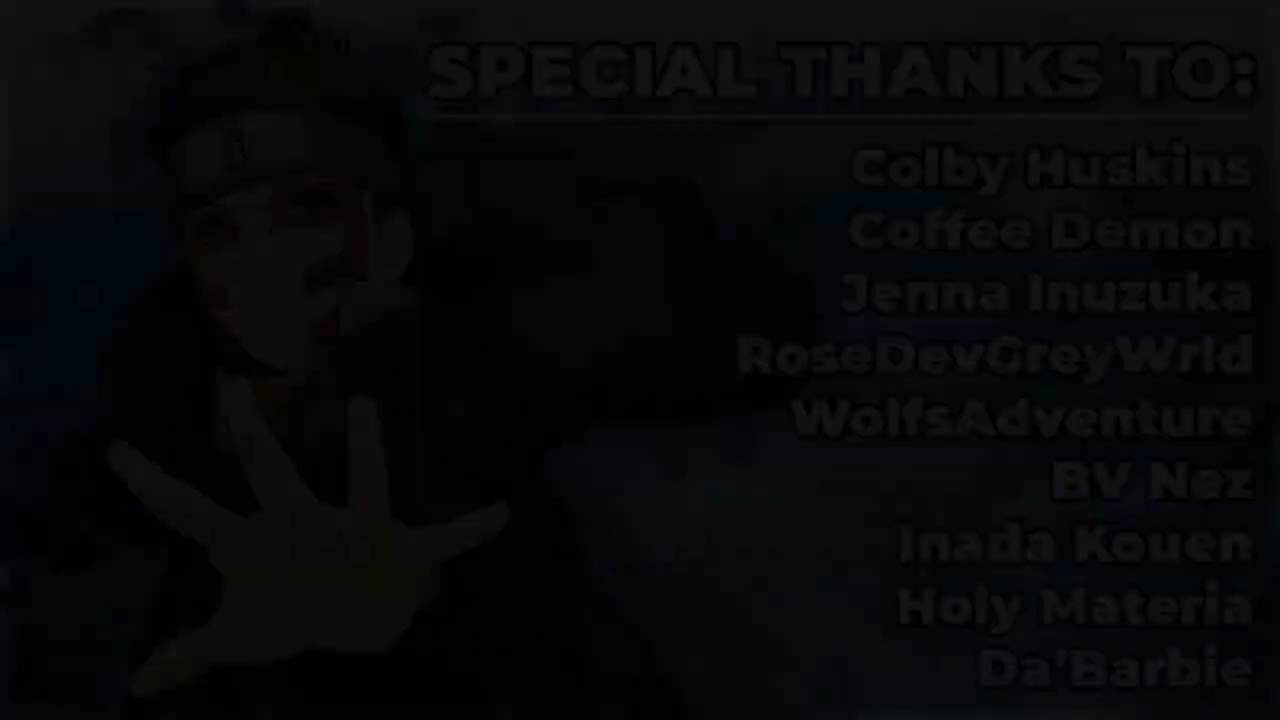 SPECIAL THANKS TO:
Colby Huskins
Coffee Demon
Jenna Inuzuka
RoseDevGreyWrld
WolfsAdventure
BV Nez
Inada Kouen
Holy Materia
Da'Barbie